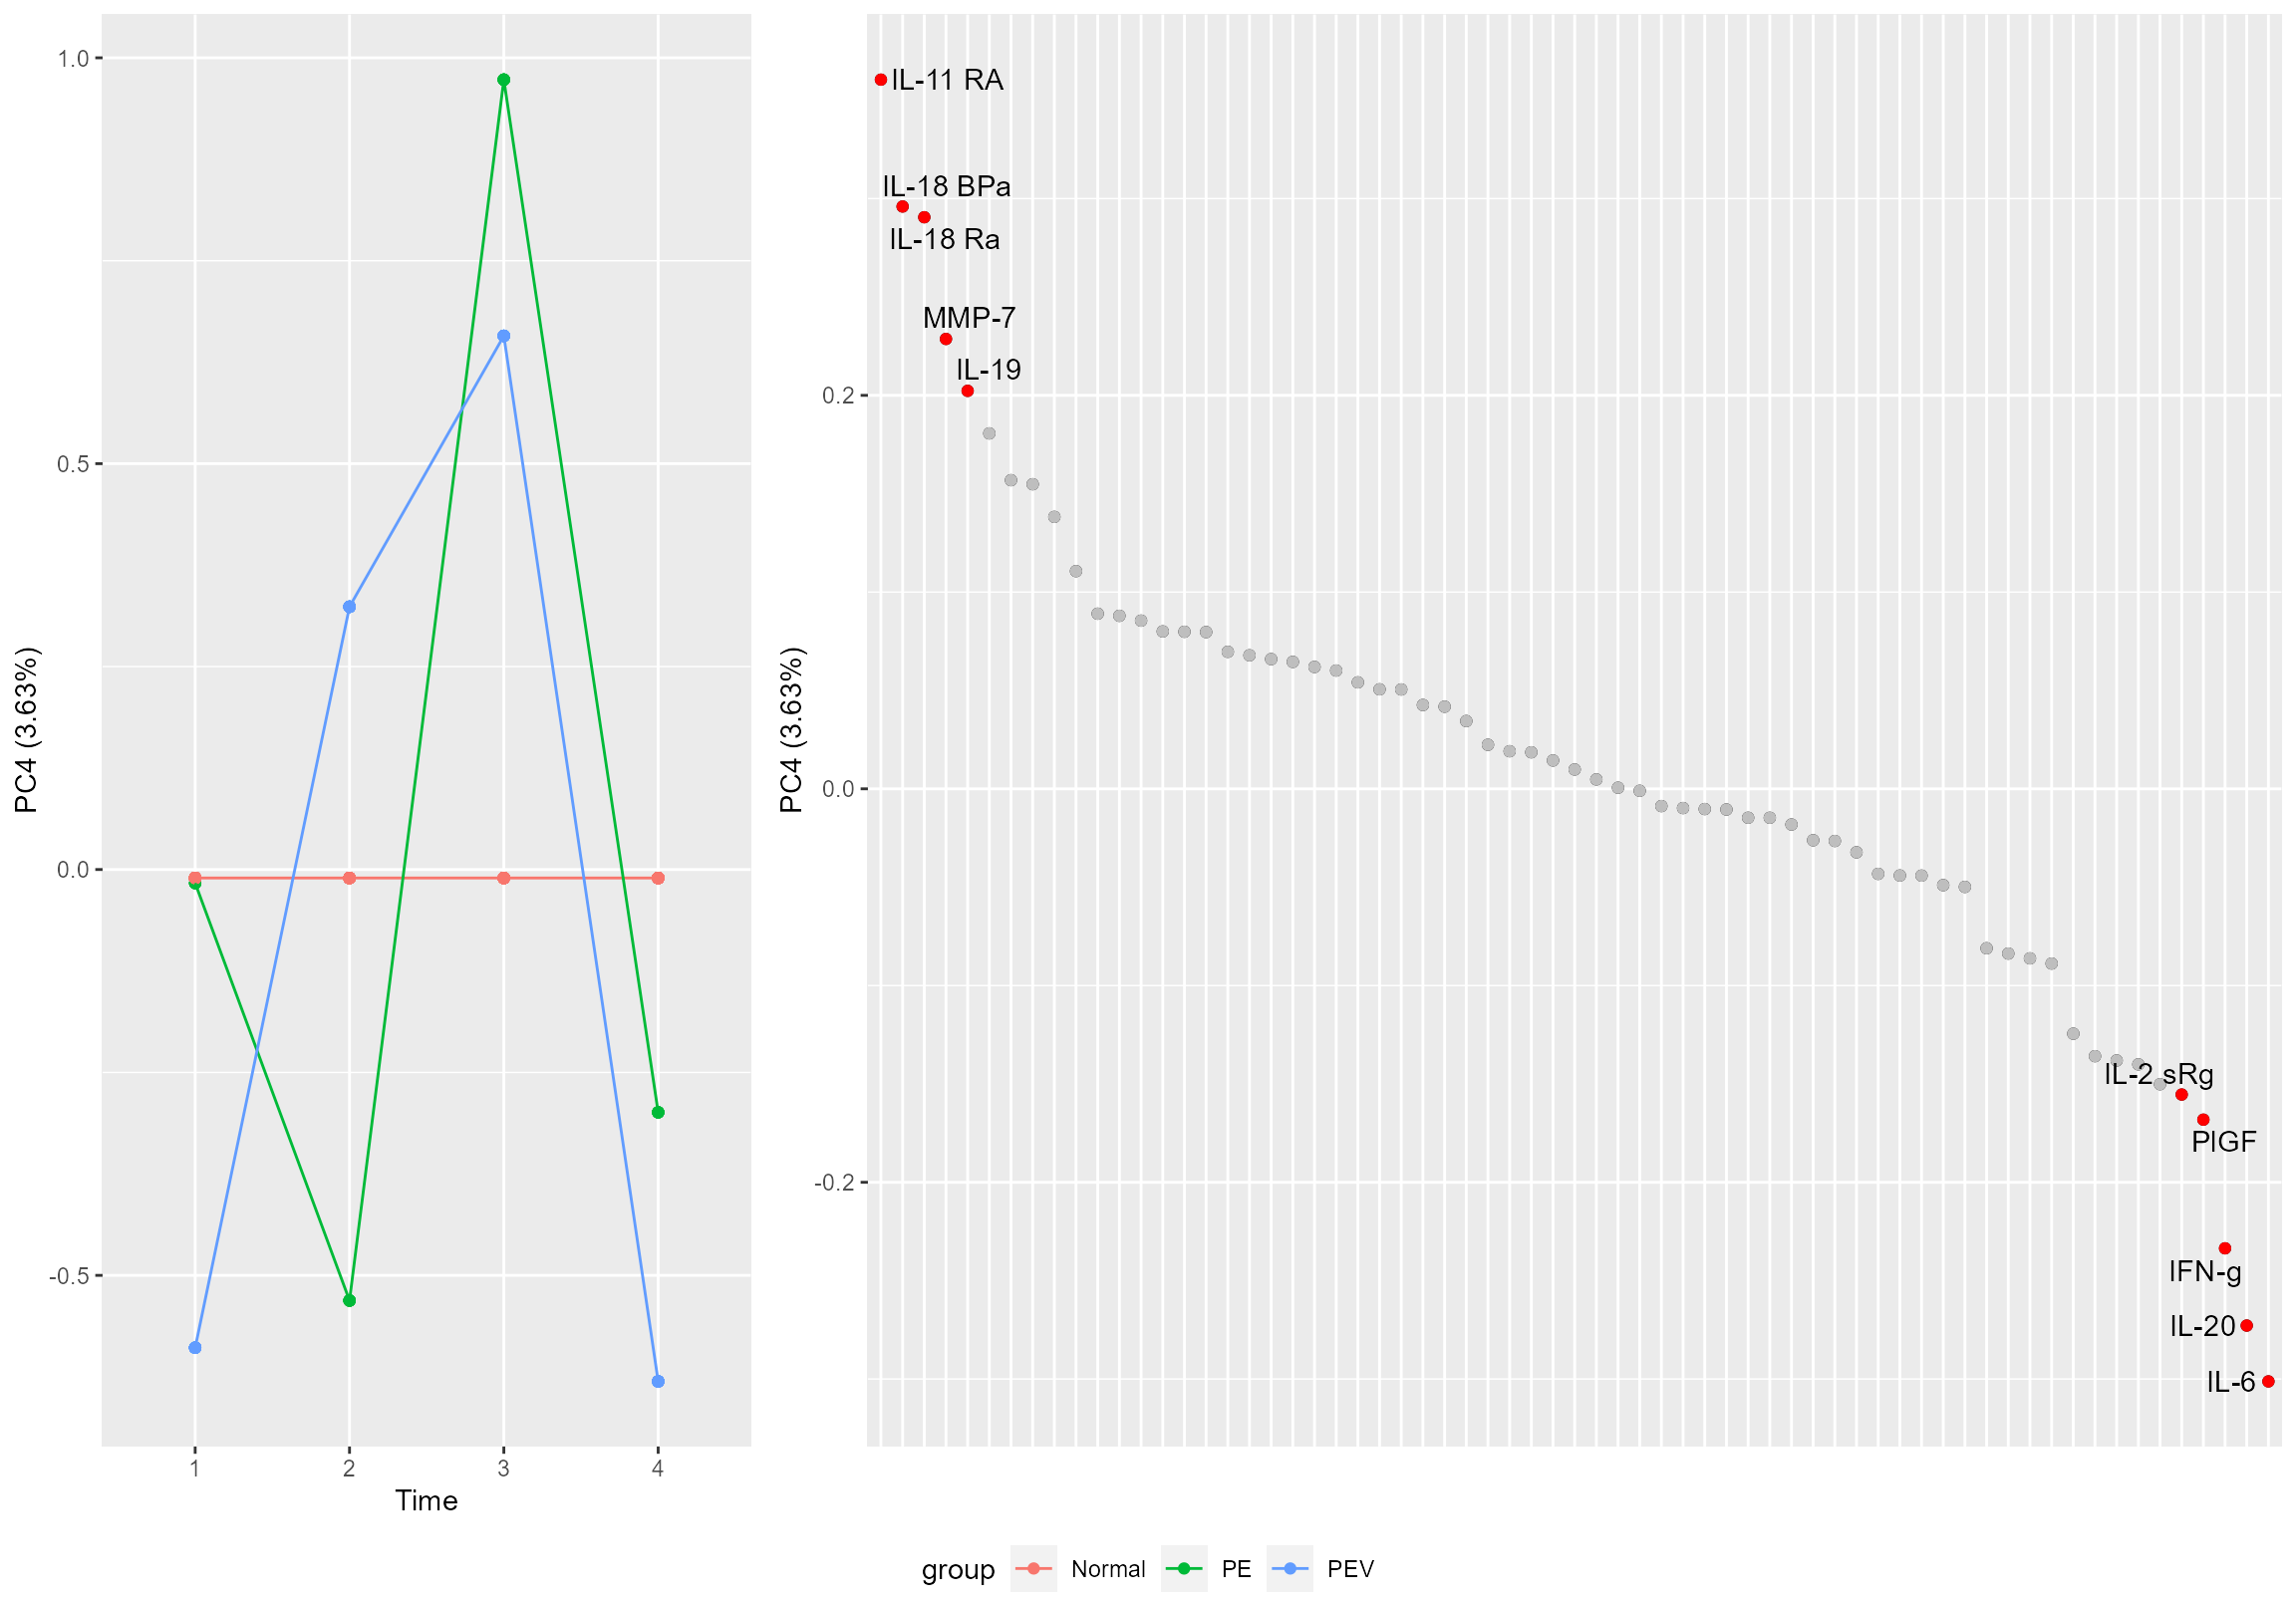 PC4 (3.63%)
1.0
0.5
0.0
-0.5
1 2 3 4
Time
PC4 (3.63%)
0.2
0.0
-0.2
IL-11 RA
IL-18 BPa
IL-18 Ra
MMP-7
IL-19
IL-2 sRg
PlGF
IFN-g
IL-20
IL-6
group Normal PE PEV